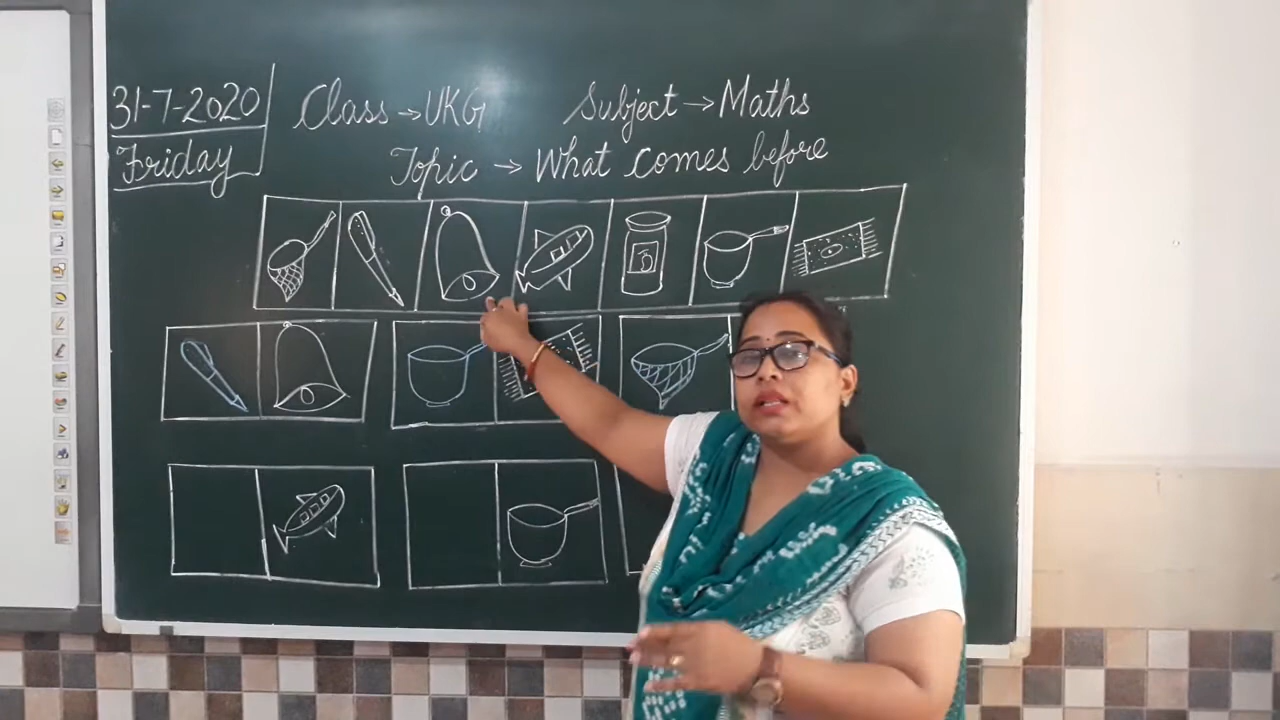 31-7-2020 Class → UKG Subject → Maths
Friday Topic → What comes before